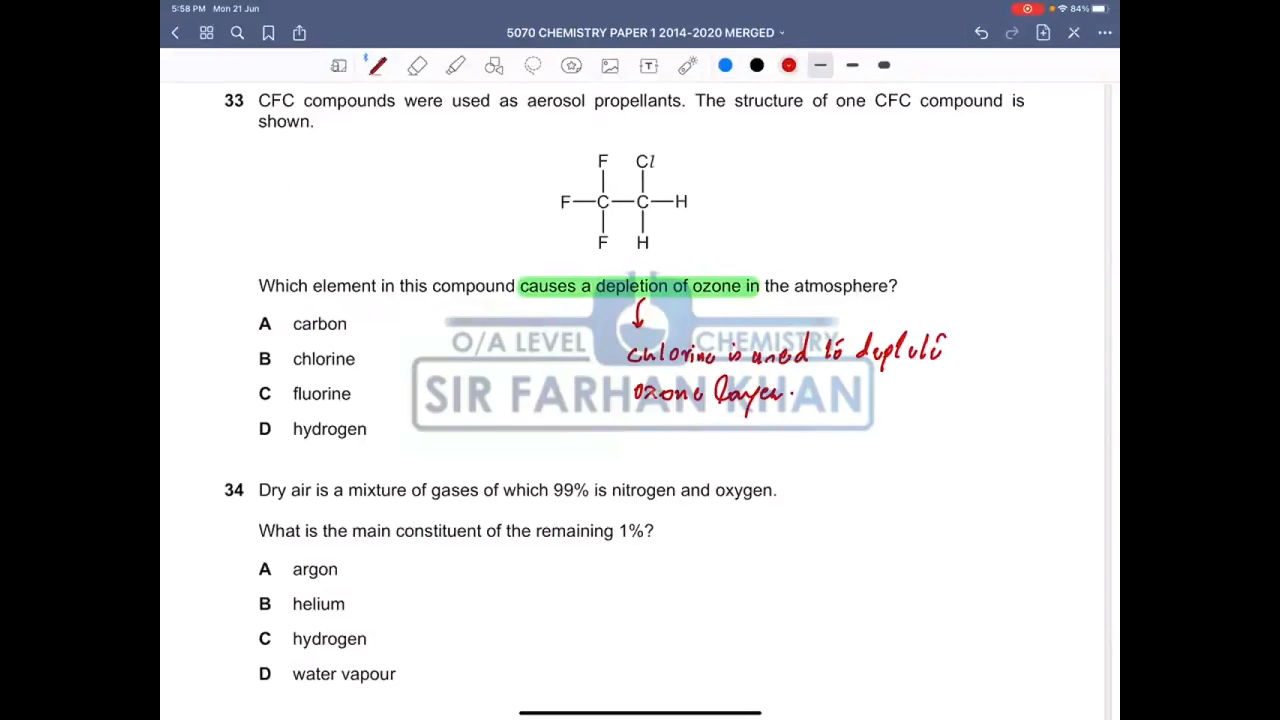 5:58 PM Mon 21 Jun
84%
5070 CHEMISTRY PAPER 1 2014-2020 MERGED
33 CFC compounds were used as aerosol propellants. The structure of one CFC compound is
shown.
F Cl
F—C—C—H
F H
Which element in this compound causes a depletion of ozone in the atmosphere?
A carbon
B chlorine
C fluorine
D hydrogen
O/A LEVEL CHEMISTRY
SIR FARHAN KHAN
chlorine is used to deplete
ozone layer.
34 Dry air is a mixture of gases of which 99% is nitrogen and oxygen.
What is the main constituent of the remaining 1%?
A argon
B helium
C hydrogen
D water vapour